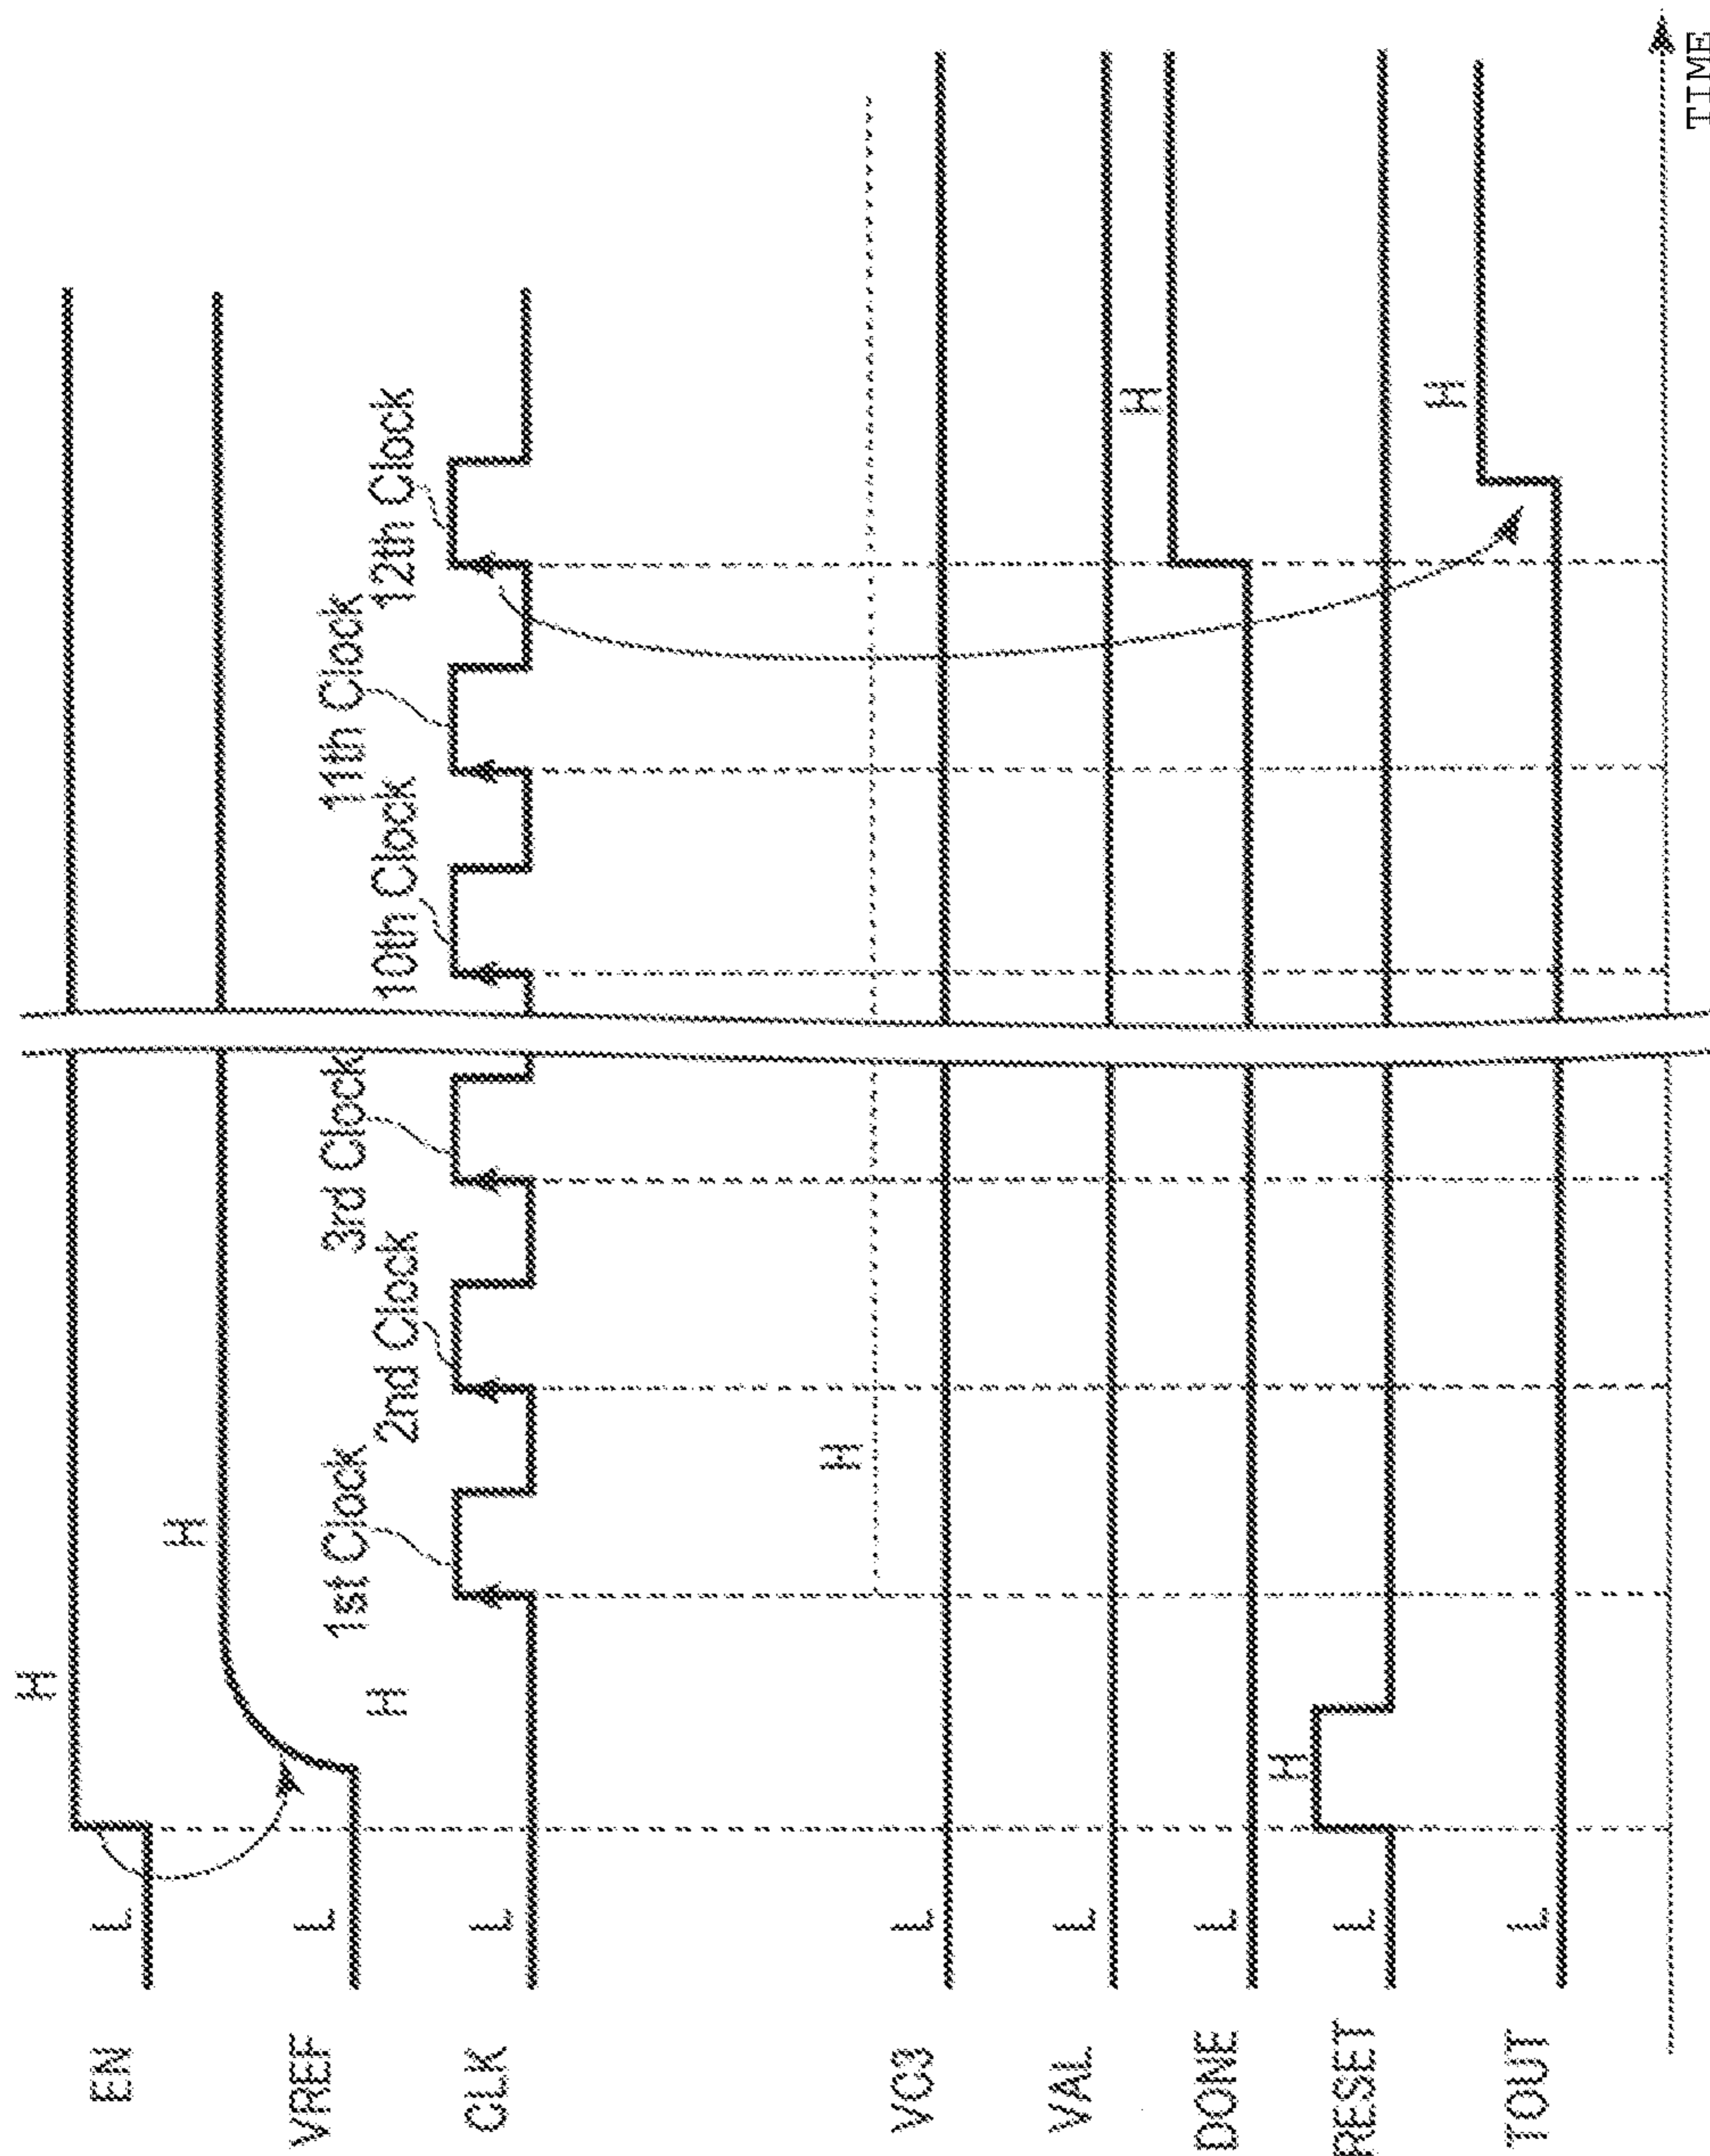 EN L H
VREF L H
H
CLK L 1st Clock 2nd Clock 3rd Clock 10th Clock 11th Clock 12th Clock
H
VC3 L
VAL L
DONE L H
RESET L H
TOUT L H
TIME